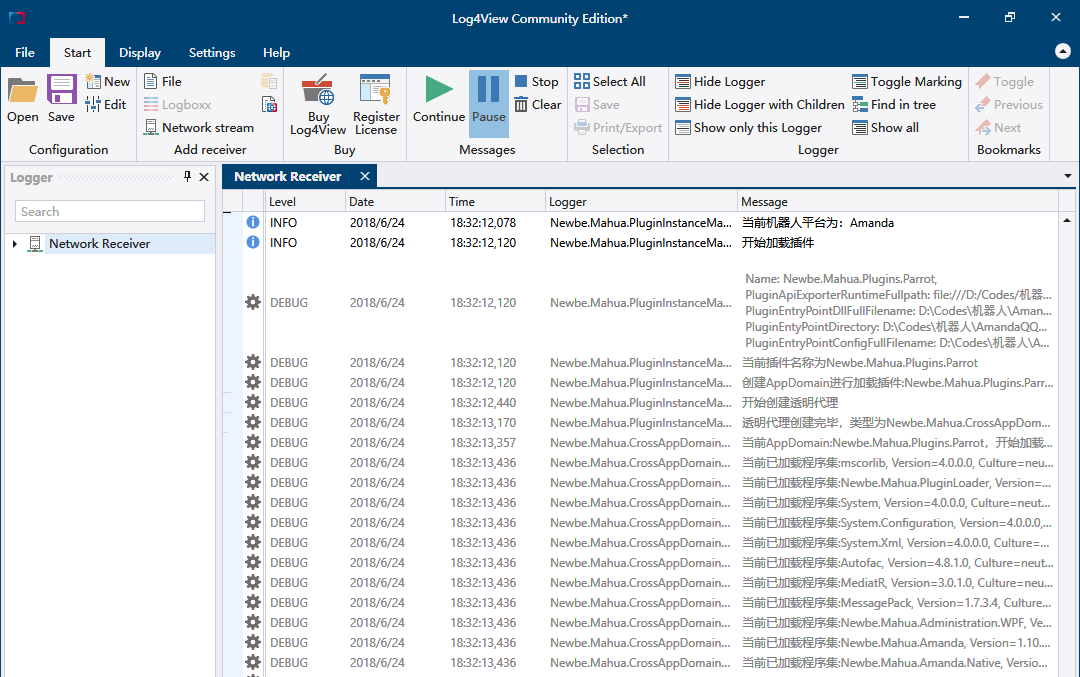 Log4View Community Edition*
File Start Display Settings Help
Open Save New Edit Configuration
File Logboxx Network stream Add receiver
Buy Log4View Register License Buy
Continue Pause Stop Clear Messages
Select All Save Print/Export Selection
Hide Logger Hide Logger with Children Show only this Logger Toggle Marking Find in tree Show all Logger
Toggle Previous Next Bookmarks
Logger
Search
Network Receiver
Network Receiver
Level Date Time Logger Message
INFO 2018/6/24 18:32:12,078 Newbe.Mahua.PluginInstanceMa... 当前机器人平台为：Amanda
INFO 2018/6/24 18:32:12,120 Newbe.Mahua.PluginInstanceMa... 开始加载插件
Name: Newbe.Mahua.Plugins.Parrot,
PluginApiExporterRuntimeFullpath: file:///D:/Codes/机器...
DEBUG 2018/6/24 18:32:12,120 Newbe.Mahua.PluginInstanceMa... PluginEntryPointDllFullFilename: D:\Codes\机器人\Aman...
PluginEntyPointDirectory: D:\Codes\机器人\AmandaQQ...
PluginEntryPointConfigFullFilename: D:\Codes\机器人\A...
DEBUG 2018/6/24 18:32:12,120 Newbe.Mahua.PluginInstanceMa... 当前插件名称为Newbe.Mahua.Plugins.Parrot
DEBUG 2018/6/24 18:32:12,120 Newbe.Mahua.PluginInstanceMa... 创建AppDomain进行加载插件:Newbe.Mahua.Plugins.Parr...
DEBUG 2018/6/24 18:32:12,440 Newbe.Mahua.PluginInstanceMa... 开始创建透明代理
DEBUG 2018/6/24 18:32:13,170 Newbe.Mahua.PluginInstanceMa... 透明代理创建完毕，类型为Newbe.Mahua.CrossAppDom...
DEBUG 2018/6/24 18:32:13,357 Newbe.Mahua.CrossAppDomain... 当前AppDomain:Newbe.Mahua.Plugins.Parrot，开始加载...
DEBUG 2018/6/24 18:32:13,436 Newbe.Mahua.CrossAppDomain... 当前已加载程序集:mscorlib, Version=4.0.0.0, Culture=neu...
DEBUG 2018/6/24 18:32:13,436 Newbe.Mahua.CrossAppDomain... 当前已加载程序集:Newbe.Mahua.PluginLoader, Version=...
DEBUG 2018/6/24 18:32:13,436 Newbe.Mahua.CrossAppDomain... 当前已加载程序集:System, Version=4.0.0.0, Culture=neut...
DEBUG 2018/6/24 18:32:13,436 Newbe.Mahua.CrossAppDomain... 当前已加载程序集:System.Configuration, Version=4.0.0.0,...
DEBUG 2018/6/24 18:32:13,436 Newbe.Mahua.CrossAppDomain... 当前已加载程序集:System.Xml, Version=4.0.0.0, Culture=...
DEBUG 2018/6/24 18:32:13,436 Newbe.Mahua.CrossAppDomain... 当前已加载程序集:Autofac, Version=4.8.1.0, Culture=neut...
DEBUG 2018/6/24 18:32:13,436 Newbe.Mahua.CrossAppDomain... 当前已加载程序集:MediatR, Version=3.0.1.0, Culture=neu...
DEBUG 2018/6/24 18:32:13,436 Newbe.Mahua.CrossAppDomain... 当前已加载程序集:MessagePack, Version=1.7.3.4, Culture...
DEBUG 2018/6/24 18:32:13,436 Newbe.Mahua.CrossAppDomain... 当前已加载程序集:Newbe.Mahua.Administration.WPF, Ve...
DEBUG 2018/6/24 18:32:13,436 Newbe.Mahua.CrossAppDomain... 当前已加载程序集:Newbe.Mahua.Amanda, Version=1.10....
DEBUG 2018/6/24 18:32:13,436 Newbe.Mahua.CrossAppDomain... 当前已加载程序集:Newbe.Mahua.Amanda.Native, Versio...